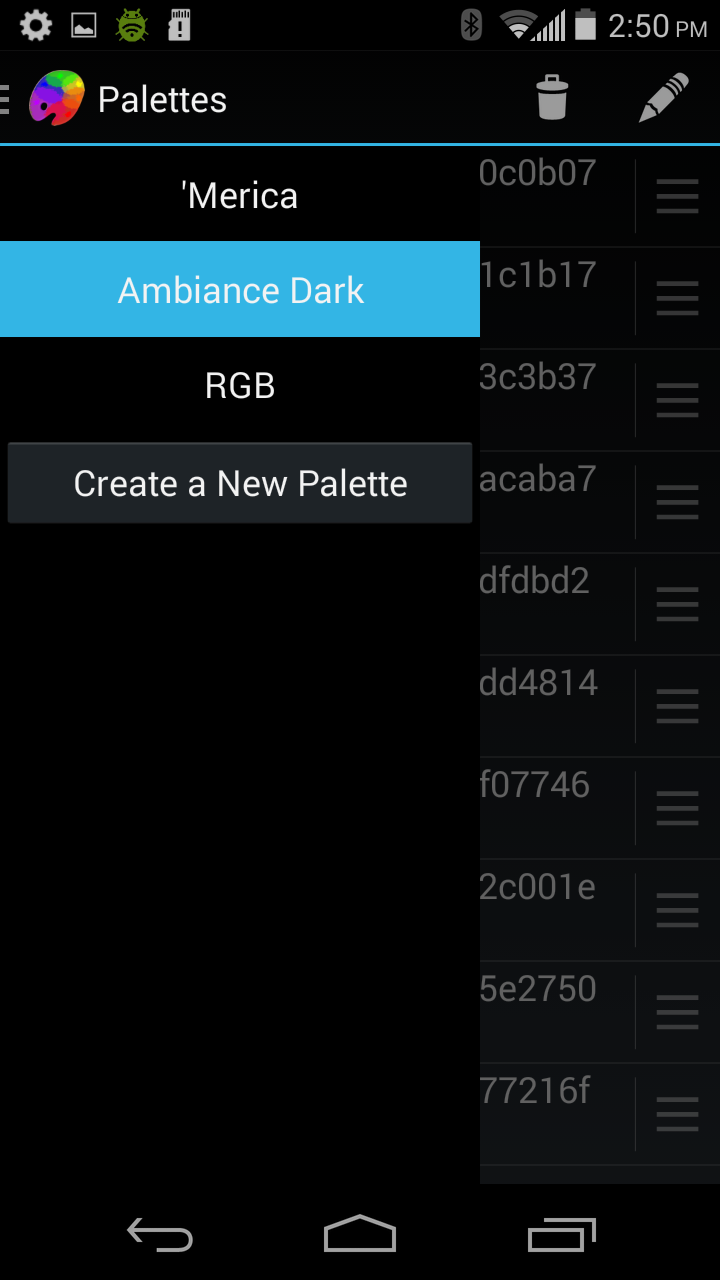 2:50 PM
Palettes
'Merica
Ambiance Dark
RGB
Create a New Palette
0c0b07
1c1b17
3c3b37
acaba7
dfdbd2
dd4814
f07746
2c001e
5e2750
77216f